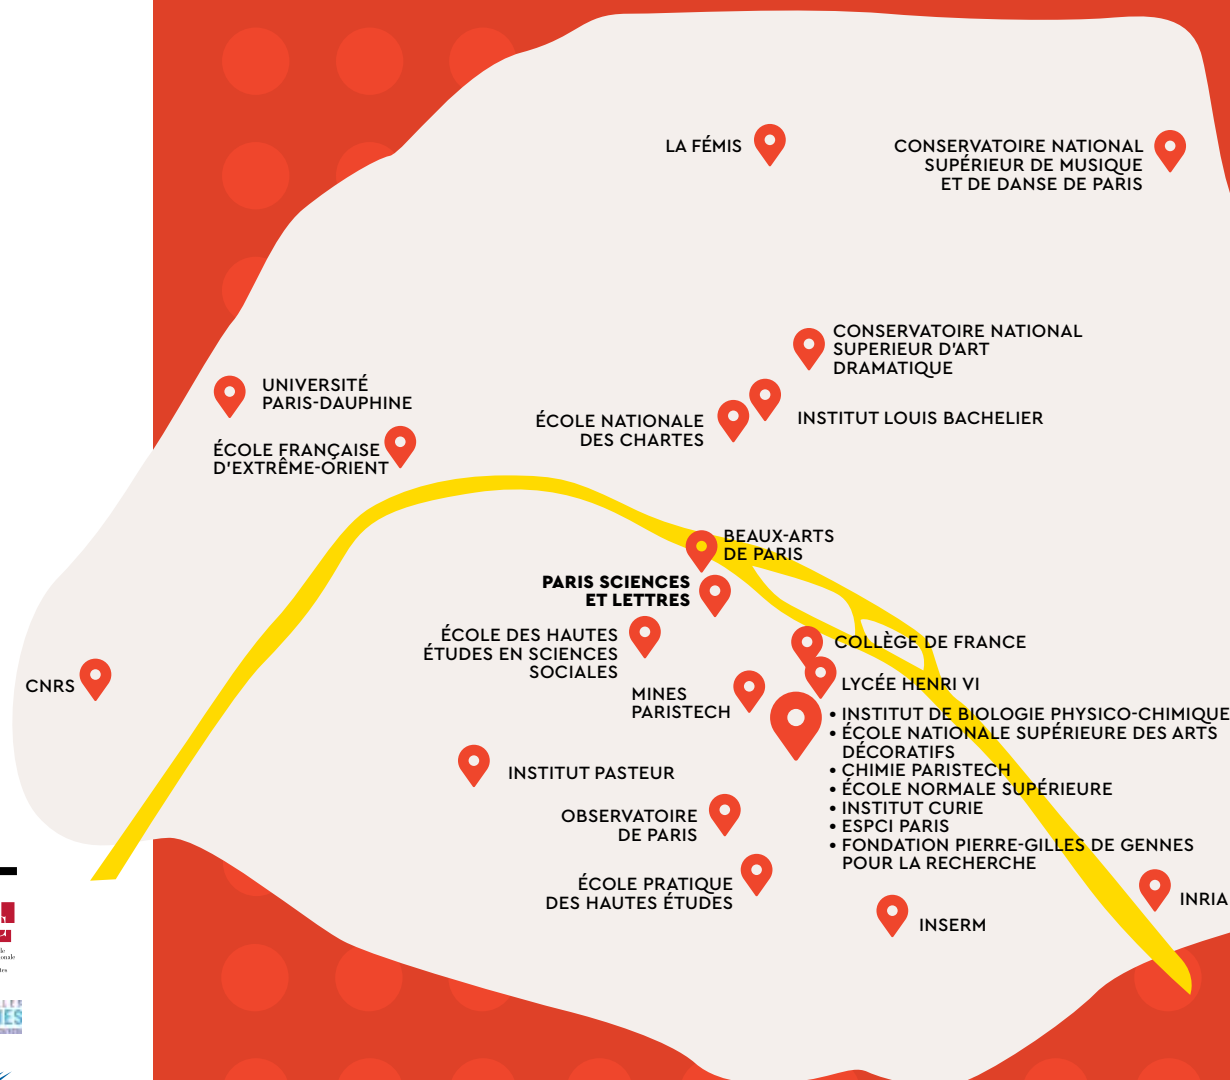 LA FÉMIS
CONSERVATOIRE NATIONAL
SUPÉRIEUR DE MUSIQUE
ET DE DANSE DE PARIS
CONSERVATOIRE NATIONAL
SUPERIEUR D'ART
DRAMATIQUE
UNIVERSITÉ
PARIS-DAUPHINE
ÉCOLE NATIONALE
DES CHARTES
INSTITUT LOUIS BACHELIER
ÉCOLE FRANÇAISE
D'EXTRÊME-ORIENT
BEAUX-ARTS
DE PARIS
PARIS SCIENCES
ET LETTRES
ÉCOLE DES HAUTES
ÉTUDES EN SCIENCES
SOCIALES
COLLÈGE DE FRANCE
CNRS
MINES
PARISTECH
LYCÉE HENRI VI
• INSTITUT DE BIOLOGIE PHYSICO-CHIMIQUE
• ÉCOLE NATIONALE SUPÉRIEURE DES ARTS
DÉCORATIFS
• CHIMIE PARISTECH
• ÉCOLE NORMALE SUPÉRIEURE
• INSTITUT CURIE
• ESPCI PARIS
• FONDATION PIERRE-GILLES DE GENNES
POUR LA RECHERCHE
INSTITUT PASTEUR
OBSERVATOIRE
DE PARIS
ÉCOLE PRATIQUE
DES HAUTES ÉTUDES
INSERM
INRIA